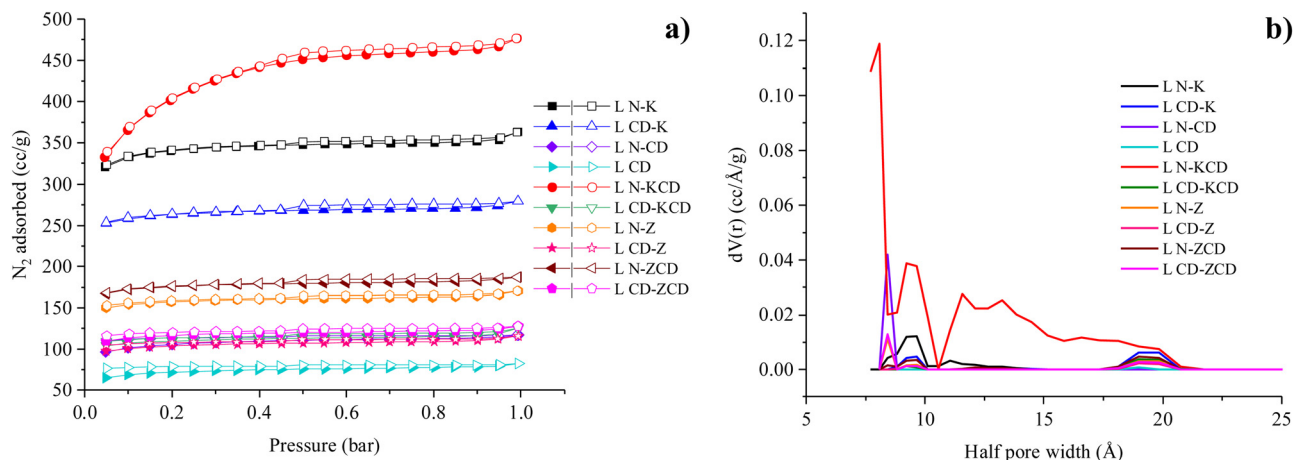 a)
500
450
400
350
300
250
200
150
100
50
N2 adsorbed (cc/g)
0.0 0.2 0.4 0.6 0.8 1.0
Pressure (bar)
L N-K
L CD-K
L N-CD
L CD
L N-KCD
L CD-KCD
L N-Z
L CD-Z
L N-ZCD
L CD-ZCD
b)
0.12
0.10
0.08
0.06
0.04
0.02
0.00
dV(r) (cc/Å/g)
5 10 15 20 25
Half pore width (Å)
L N-K
L CD-K
L N-CD
L CD
L N-KCD
L CD-KCD
L N-Z
L CD-Z
L N-ZCD
L CD-ZCD